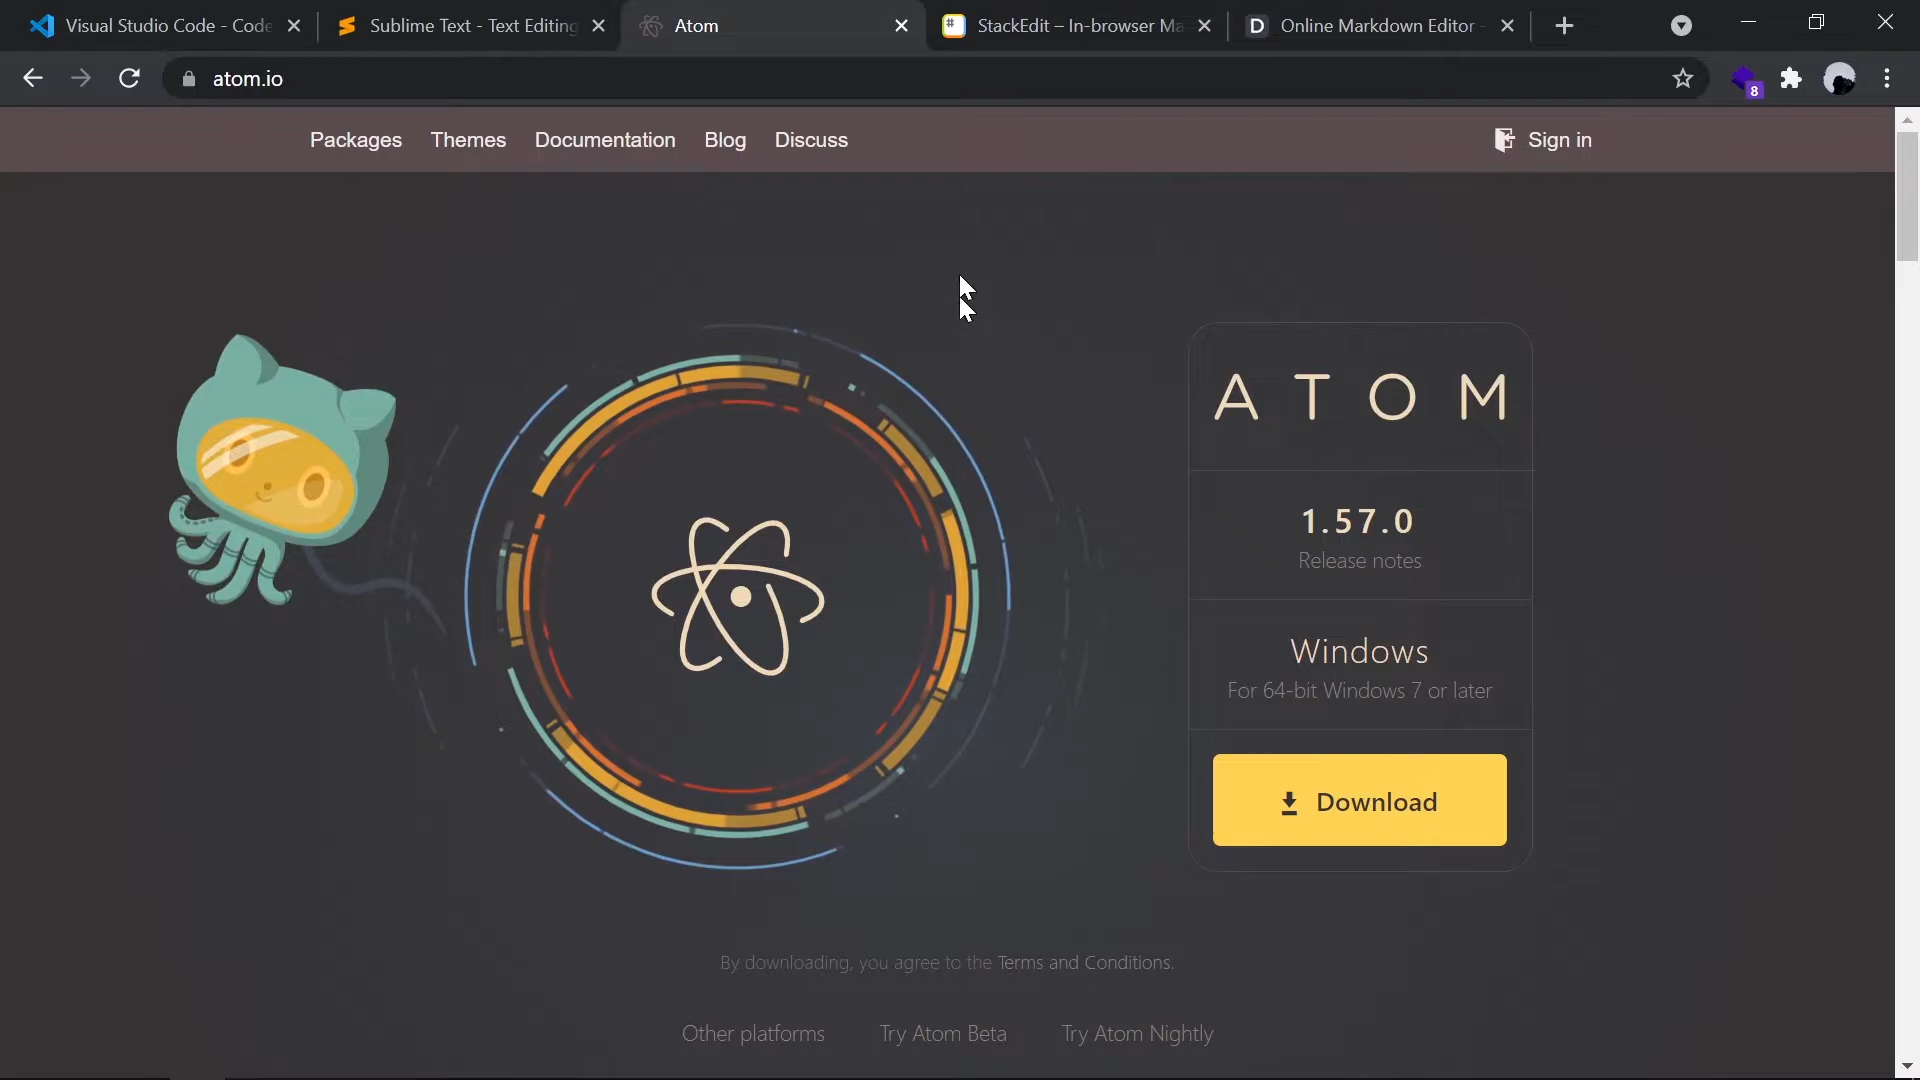 Visual Studio Code - Code
Sublime Text - Text Editing
Atom
StackEdit – In-browser Ma
Online Markdown Editor -
atom.io
8
Packages
Themes
Documentation
Blog
Discuss
Sign in
ATOM
1.57.0
Release notes
Windows
For 64-bit Windows 7 or later
Download
By downloading, you agree to the Terms and Conditions.
Other platforms
Try Atom Beta
Try Atom Nightly